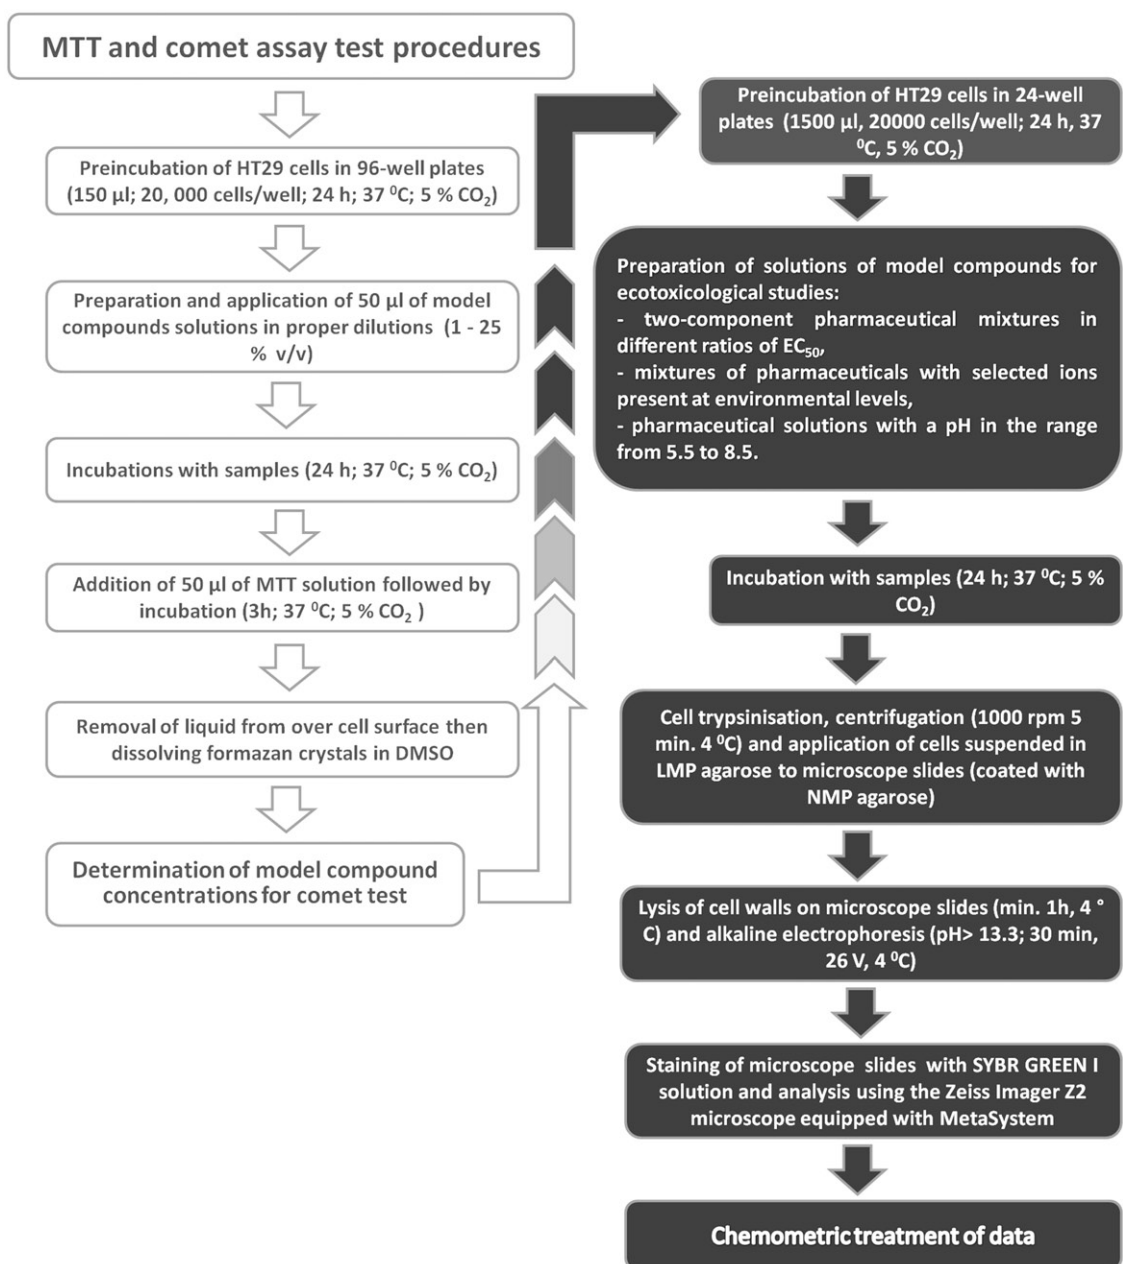 MTT and comet assay test procedures
Preincubation of HT29 cells in 96-well plates
(150 µl; 20, 000 cells/well; 24 h; 37 ⁰C; 5 % CO₂)
Preparation and application of 50 µl of model
compounds solutions in proper dilutions (1 - 25
% v/v)
Incubations with samples (24 h; 37 ⁰C; 5 % CO₂)
Addition of 50 µl of MTT solution followed by
incubation (3h; 37 ⁰C; 5 % CO₂ )
Removal of liquid from over cell surface then
dissolving formazan crystals in DMSO
Determination of model compound
concentrations for comet test
Preincubation of HT29 cells in 24-well
plates (1500 µl, 20000 cells/well; 24 h, 37
⁰C, 5 % CO₂)
Preparation of solutions of model compounds for
ecotoxicological studies:
- two-component pharmaceutical mixtures in
different ratios of EC₅₀,
- mixtures of pharmaceuticals with selected ions
present at environmental levels,
- pharmaceutical solutions with a pH in the range
from 5.5 to 8.5.
Incubation with samples (24 h; 37 ⁰C; 5 %
CO₂)
Cell trypsinisation, centrifugation (1000 rpm 5
min. 4 ⁰C) and application of cells suspended in
LMP agarose to microscope slides (coated with
NMP agarose)
Lysis of cell walls on microscope slides (min. 1h, 4 °
C) and alkaline electrophoresis (pH> 13.3; 30 min,
26 V, 4 ⁰C)
Staining of microscope slides with SYBR GREEN I
solution and analysis using the Zeiss Imager Z2
microscope equipped with MetaSystem
Chemometric treatment of data